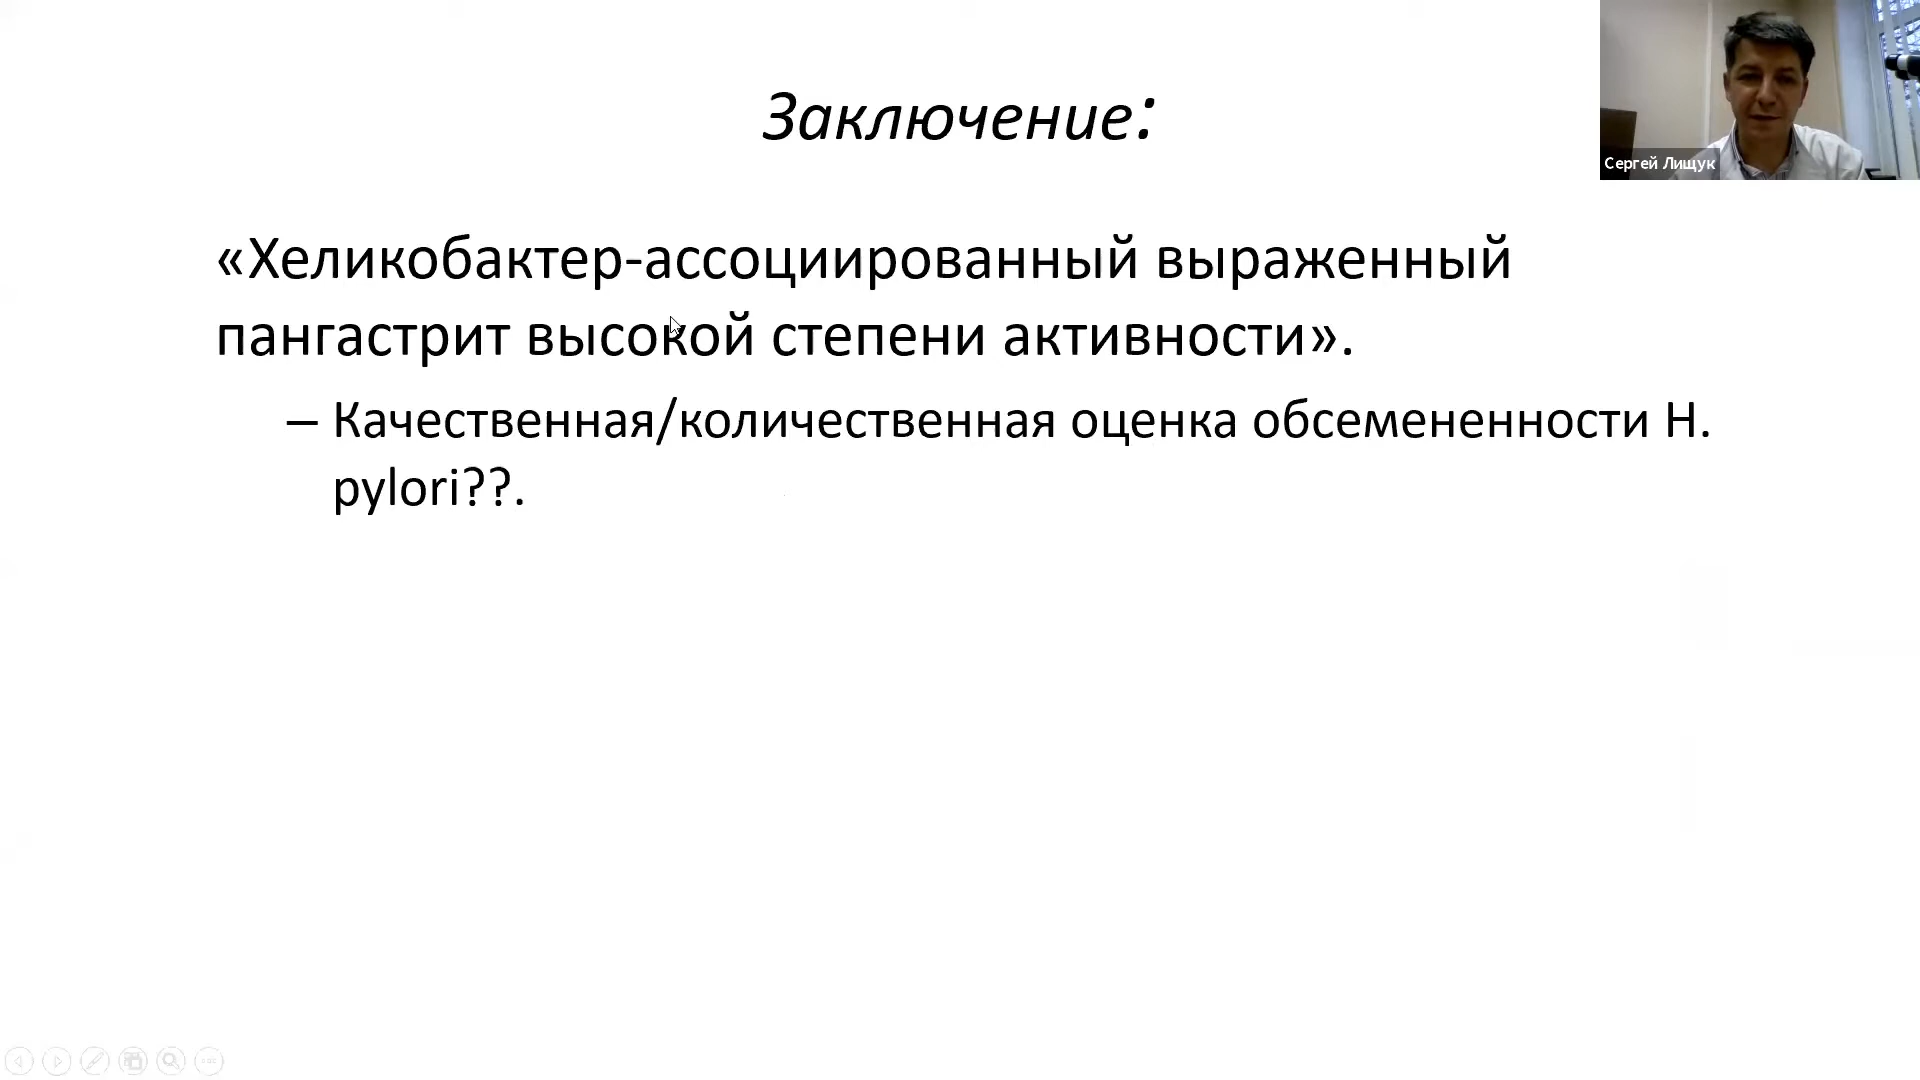 Заключение:
Сергей Лищук
«Хеликобактер-ассоциированный выраженный
пангастрит высокой степени активности».
– Качественная/количественная оценка обсемененности H.
pylori??.